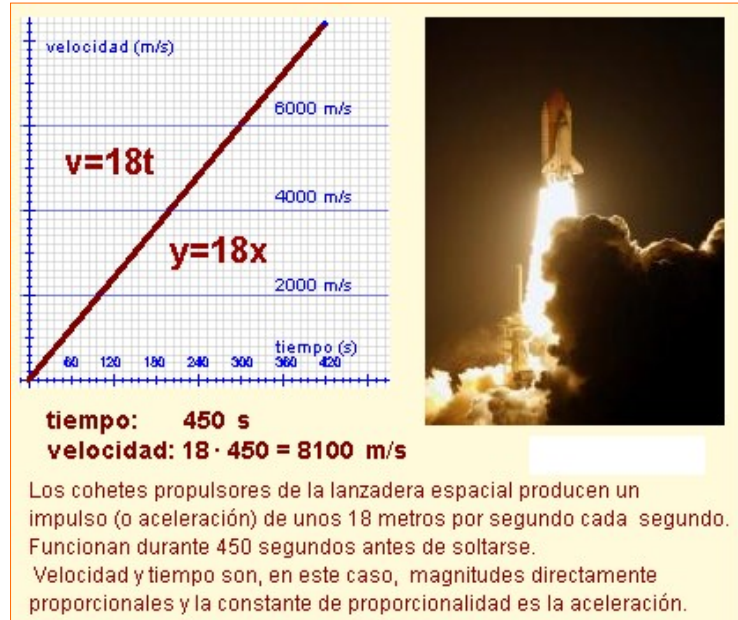 velocidad (m/s)
6000 m/s
v=18t
4000 m/s
y=18x
2000 m/s
tiempo (s)
60 120 180 240 300 360 420
tiempo: 450 s
velocidad: 18 · 450 = 8100 m/s
Los cohetes propulsores de la lanzadera espacial producen un
impulso (o aceleración) de unos 18 metros por segundo cada segundo.
Funcionan durante 450 segundos antes de soltarse.
Velocidad y tiempo son, en este caso, magnitudes directamente
proporcionales y la constante de proporcionalidad es la aceleración.